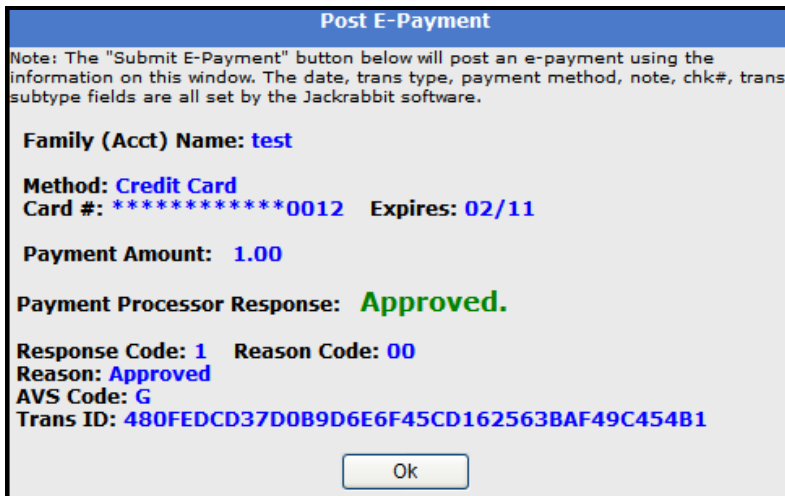 Post E-Payment
Note: The "Submit E-Payment" button below will post an e-payment using the
information on this window. The date, trans type, payment method, note, chk#, trans
subtype fields are all set by the Jackrabbit software.
Family (Acct) Name: test
Method: Credit Card
Card #: ************0012 Expires: 02/11
Payment Amount: 1.00
Payment Processor Response: Approved.
Response Code: 1 Reason Code: 00
Reason: Approved
AVS Code: G
Trans ID: 480FEDCD37D0B9D6E6F45CD162563BAF49C454B1
Ok